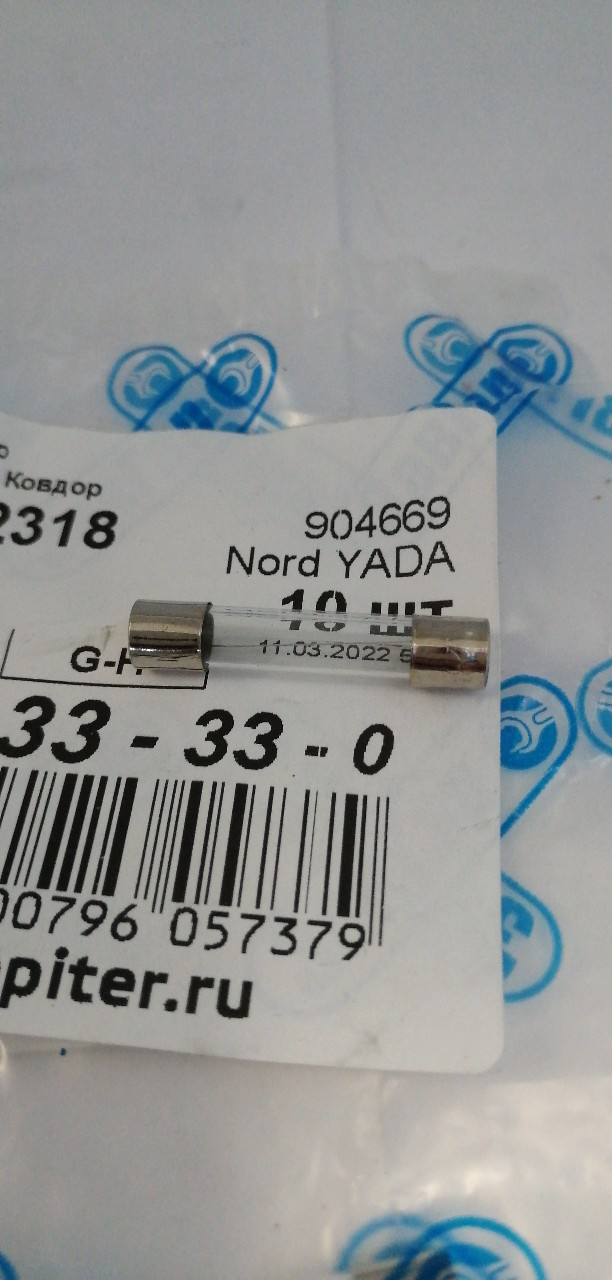 Ковдор
2318
904669
Nord YADA
10 шт
11.03.2022
33 - 33 - 0
00796 057379
piter.ru